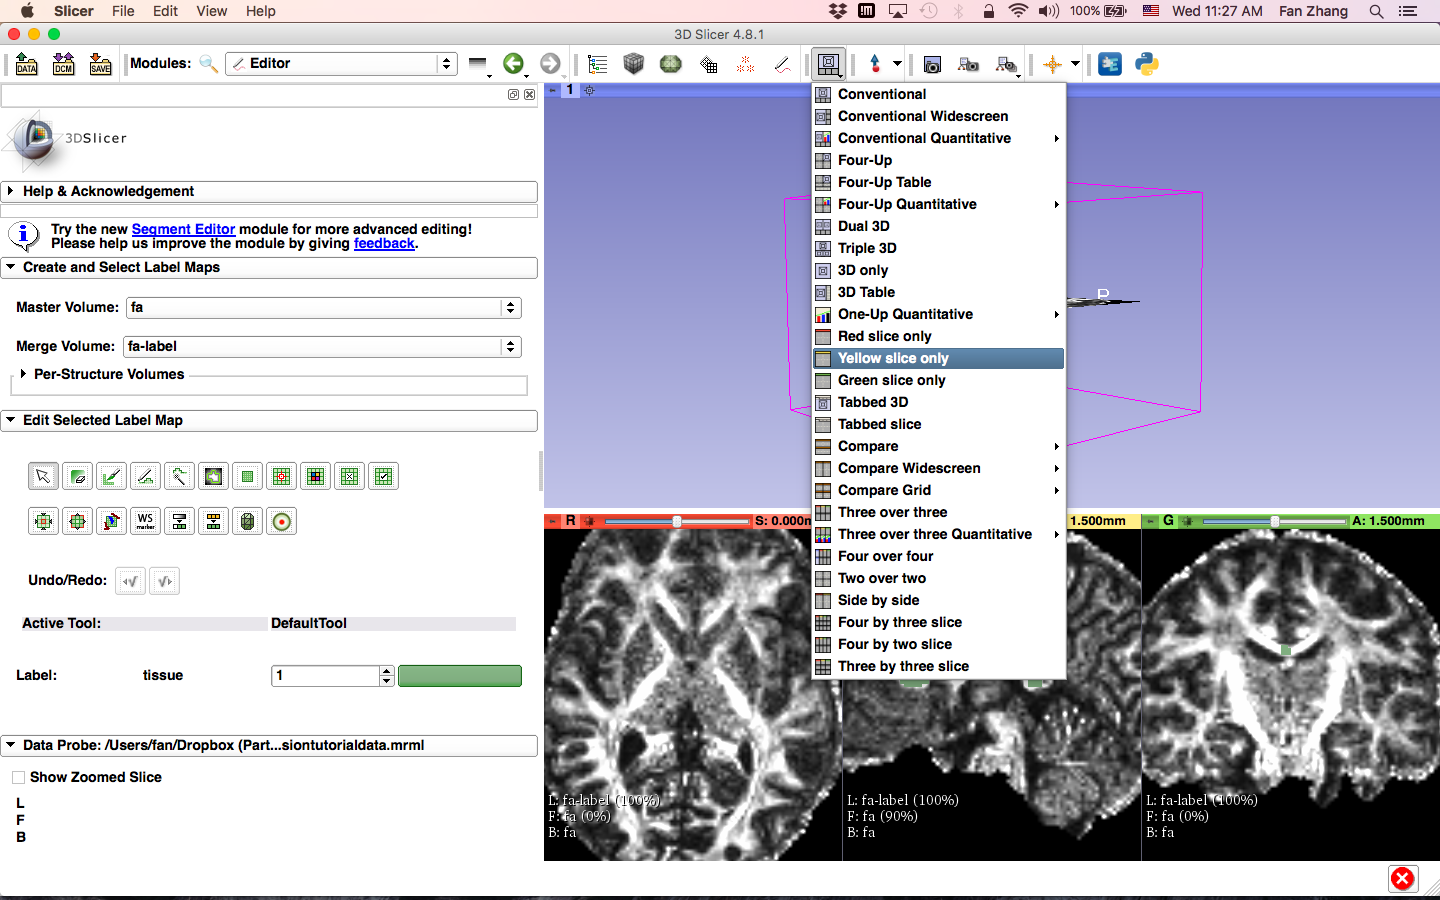 Slicer File Edit View Help
100% Wed 11:27 AM Fan Zhang
3D Slicer 4.8.1
DATA DCM SAVE Modules: Editor
1
3DSlicer
Help & Acknowledgement
Try the new Segment Editor module for more advanced editing!
Please help us improve the module by giving feedback.
Create and Select Label Maps
Master Volume: fa
Merge Volume: fa-label
Per-Structure Volumes
Edit Selected Label Map
WS
marker
Undo/Redo:
Active Tool: DefaultTool
Label: tissue 1
Data Probe: /Users/fan/Dropbox (Part...siontutorialdata.mrml
Show Zoomed Slice
L
F
B
Conventional
Conventional Widescreen
Conventional Quantitative
Four-Up
Four-Up Table
Four-Up Quantitative
Dual 3D
Triple 3D
3D only
3D Table
One-Up Quantitative
Red slice only
Yellow slice only
Green slice only
Tabbed 3D
Tabbed slice
Compare
Compare Widescreen
Compare Grid
Three over three
Three over three Quantitative
Four over four
Two over two
Side by side
Four by three slice
Four by two slice
Three by three slice
P
R S: 0.000m
1.500mm
G A: 1.500mm
L: fa-label (100%)
F: fa (0%)
B: fa
L: fa-label (100%)
F: fa (90%)
B: fa
L: fa-label (100%)
F: fa (0%)
B: fa